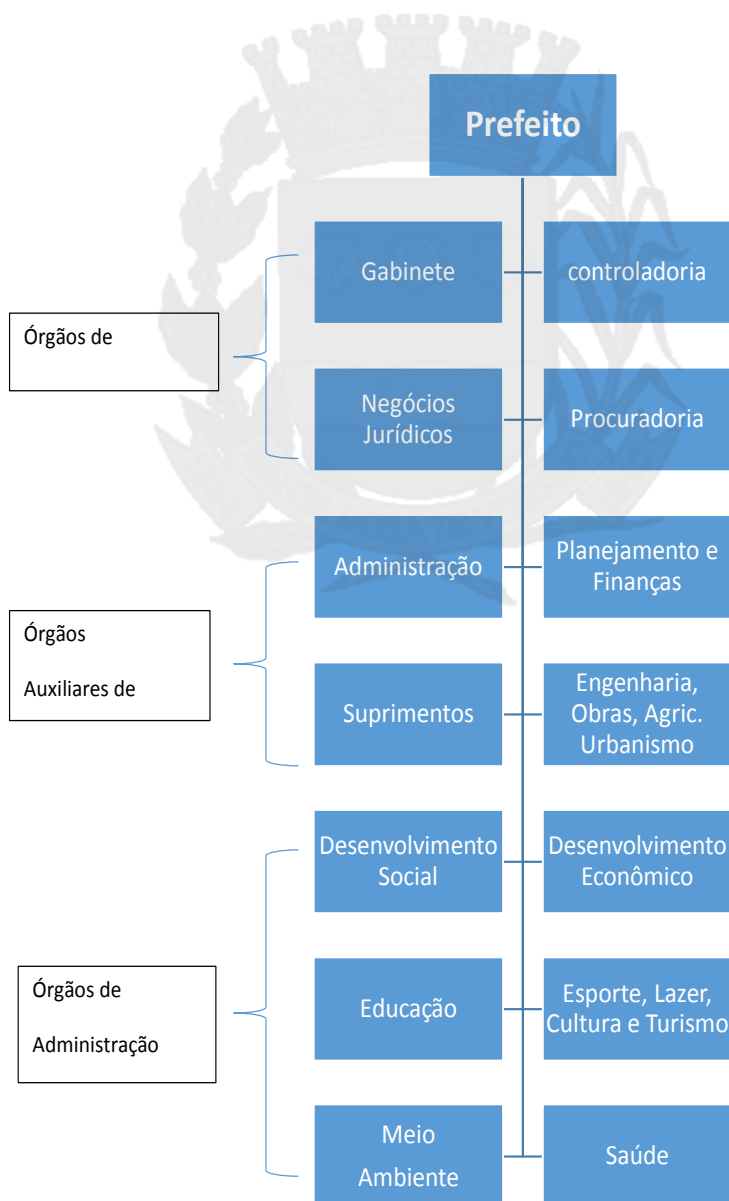 Prefeito
Gabinete
controladoria
Órgãos de
Negócios
Jurídicos
Procuradoria
Administração
Planejamento e
Finanças
Órgãos
Auxiliares de
Suprimentos
Engenharia,
Obras, Agric.
Urbanismo
Desenvolvimento
Social
Desenvolvimento
Econômico
Órgãos de
Administração
Educação
Esporte, Lazer,
Cultura e Turismo
Meio
Ambiente
Saúde